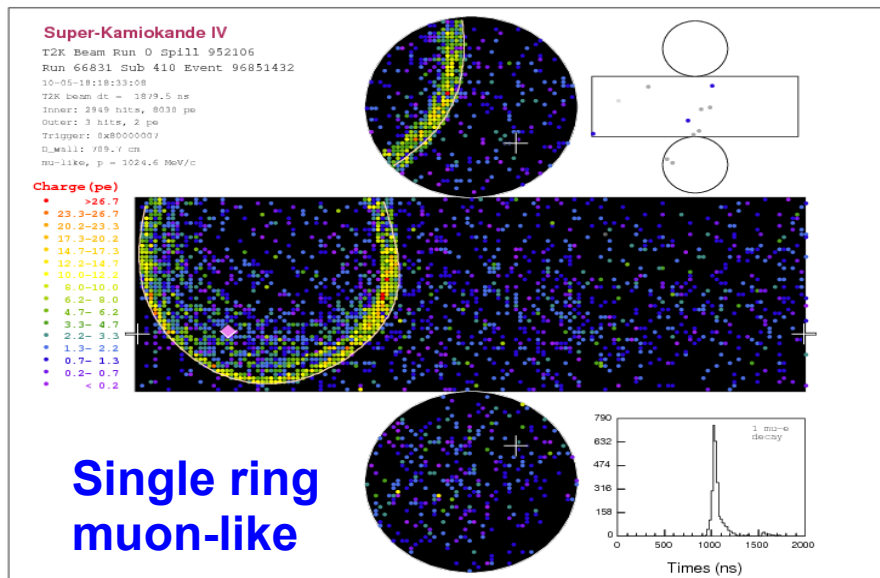 Super-Kamiokande IV
T2K Beam Run 0 Spill 952106
Run 66831 Sub 410 Event 96851432
10-05-18:18:33:08
T2K beam dt = 1879.5 ns
Inner: 2949 hits, 8030 pe
Outer: 3 hits, 2 pe
Trigger: 0x80000007
D_wall: 709.7 cm
mu-like, p = 1024.6 MeV/c
Charge(pe)
>26.7
23.3-26.7
20.2-23.3
17.3-20.2
14.7-17.3
12.2-14.7
10.0-12.2
8.0-10.0
6.2- 8.0
4.7- 6.2
3.3- 4.7
2.2- 3.3
1.3- 2.2
0.7- 1.3
0.2- 0.7
< 0.2
Single ring
muon-like
1 mu-e
decay
790
632
474
316
158
0
0 500 1000 1500 2000
Times (ns)